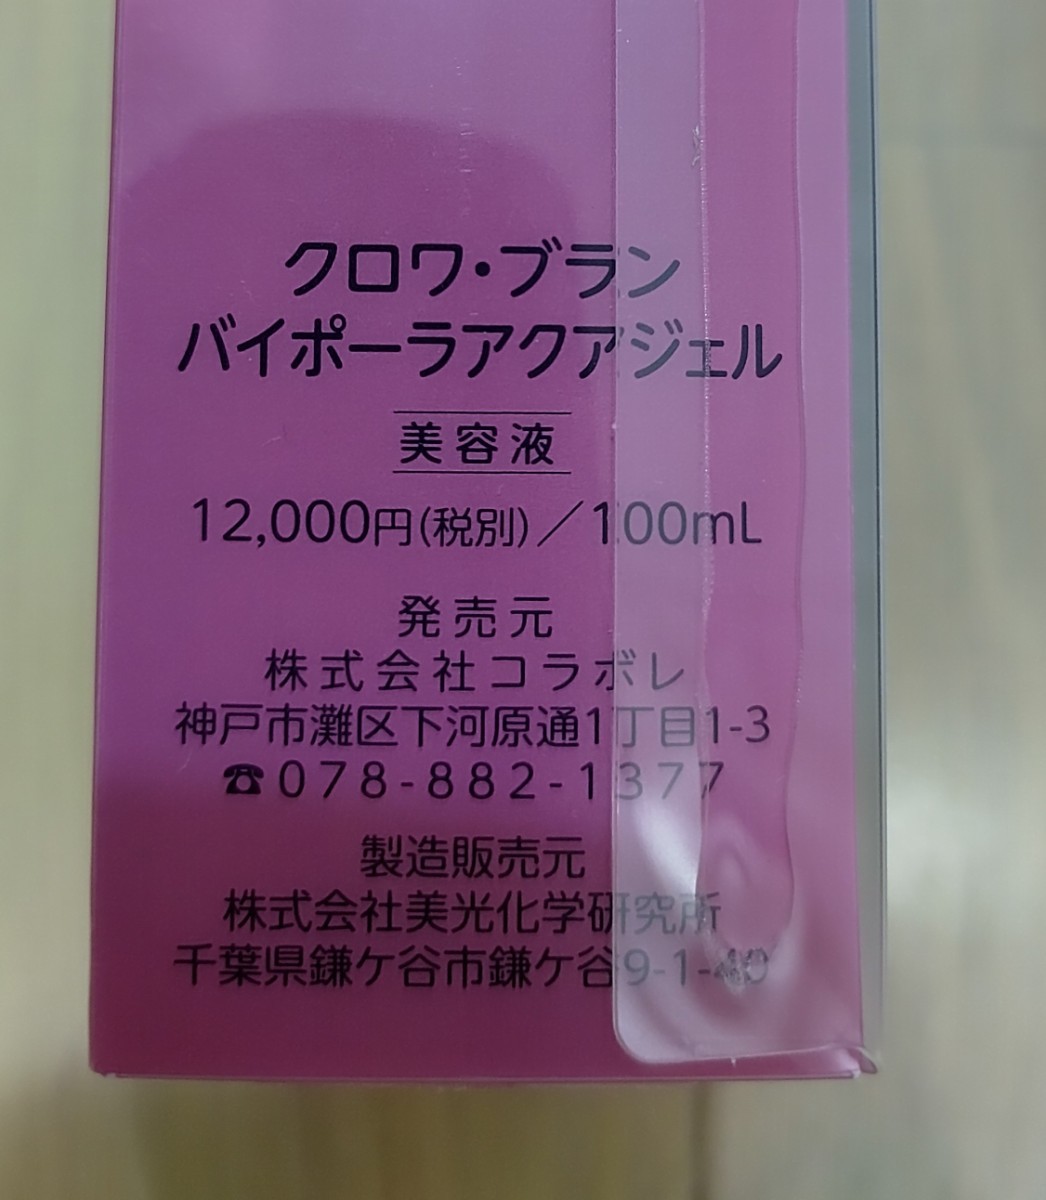 クロワ・ブラン
バイポーラアクアジェル
美容液
12,000円(税別)／100mL
発売元
株式会社コラボレ
神戸市灘区下河原通1丁目1-3
☎078-882-1377
製造販売元
株式会社美光化学研究所
千葉県鎌ケ谷市鎌ケ谷9-1-40